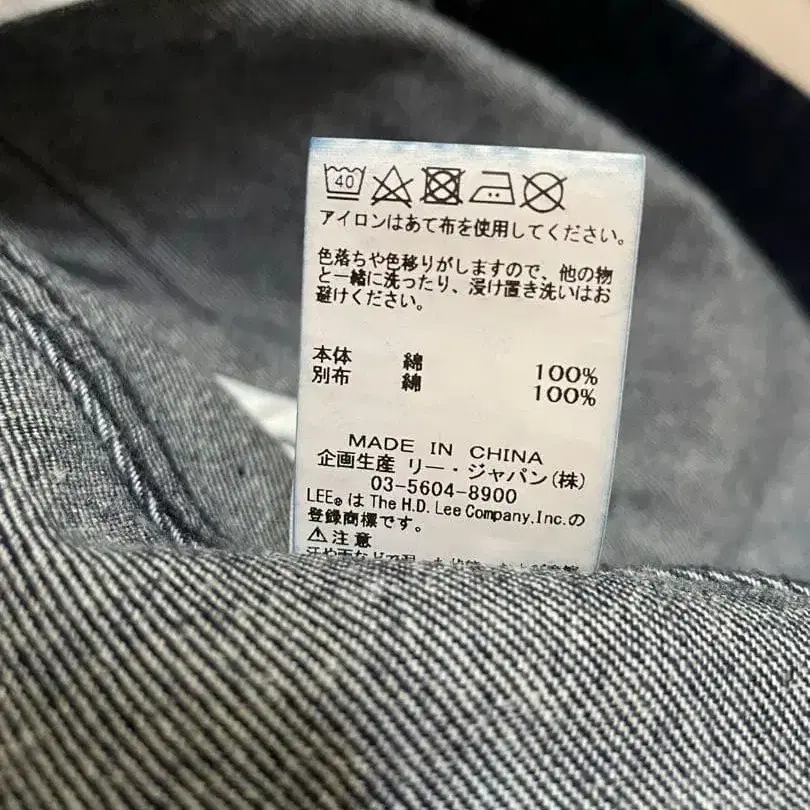 40
アイロンはあて布を使用してください。
色落ちや色移りがしますので、他の物
と一緒に洗ったり、浸け置き洗いはお
避けください。
本体 綿 100%
別布 綿 100%
MADE IN CHINA
企画生産 リー・ジャパン(株)
03-5604-8900
LEE®は The H.D. Lee Company,Inc.の
登録商標です。
⚠注意